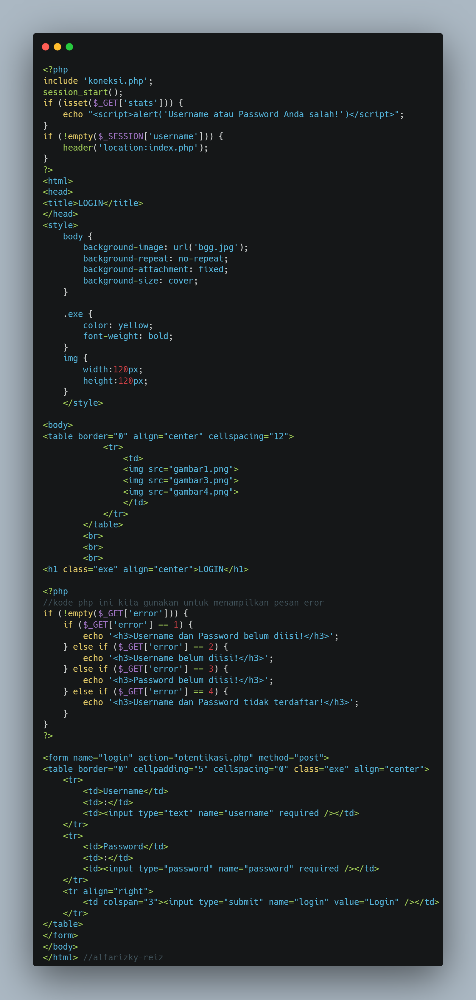 <?php
include 'koneksi.php';
session_start();
if (isset($_GET['stats'])) {
    echo "<script>alert('Username atau Password Anda salah!')</script>";
}
if (!empty($_SESSION['username'])) {
    header('location:index.php');
}
?>
<html>
<head>
<title>LOGIN</title>
</head>
<style>
    body {
        background-image: url('bgg.jpg');
        background-repeat: no-repeat;
        background-attachment: fixed;
        background-size: cover;
    }

    .exe {
        color: yellow;
        font-weight: bold;
    }
    img {
        width:120px;
        height:120px;
    }
    </style>

<body>
<table border="0" align="center" cellspacing="12">
            <tr>
                <td>
                <img src="gambar1.png">
                <img src="gambar3.png">
                <img src="gambar4.png">
                </td>
            </tr>
        </table>
        <br>
        <br>
        <br>
<h1 class="exe" align="center">LOGIN</h1>

<?php
//kode php ini kita gunakan untuk menampilkan pesan eror
if (!empty($_GET['error'])) {
    if ($_GET['error'] == 1) {
        echo '<h3>Username dan Password belum diisi!</h3>';
    } else if ($_GET['error'] == 2) {
        echo '<h3>Username belum diisi!</h3>';
    } else if ($_GET['error'] == 3) {
        echo '<h3>Password belum diisi!</h3>';
    } else if ($_GET['error'] == 4) {
        echo '<h3>Username dan Password tidak terdaftar!</h3>';
    }
}
?>

<form name="login" action="otentikasi.php" method="post">
<table border="0" cellpadding="5" cellspacing="0" class="exe" align="center">
    <tr>
        <td>Username</td>
        <td>:</td>
        <td><input type="text" name="username" required /></td>
    </tr>
    <tr>
        <td>Password</td>
        <td>:</td>
        <td><input type="password" name="password" required /></td>
    </tr>
    <tr align="right">
        <td colspan="3"><input type="submit" name="login" value="Login" /></td>
    </tr>
</table>
</form>
</body>
</html> //alfarizky-reiz